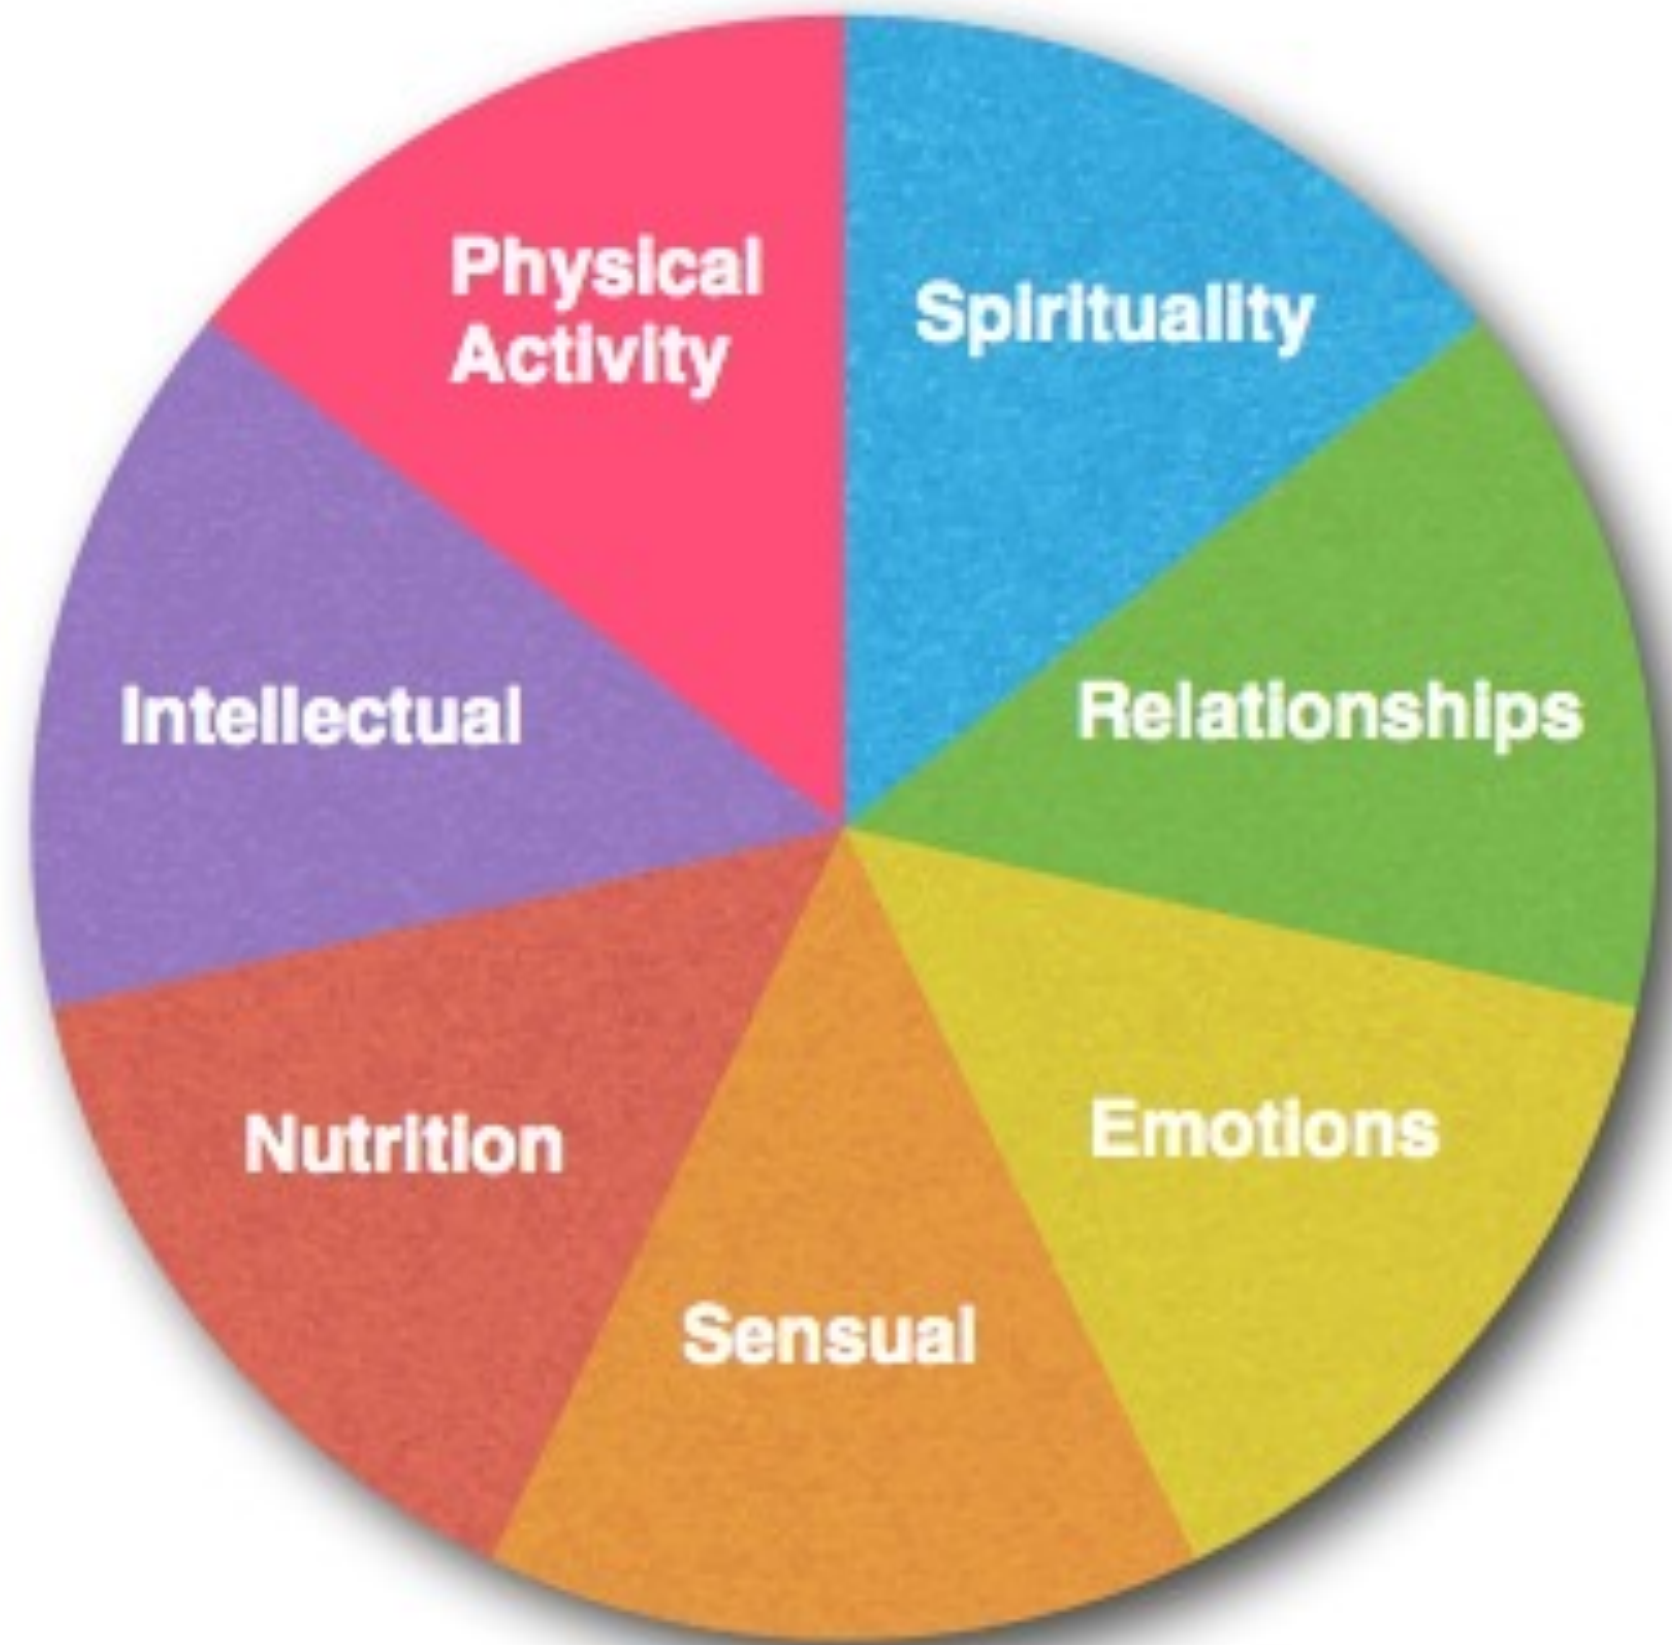 Physical
Activity
Spirituality
Intellectual
Relationships
Nutrition
Emotions
Sensual